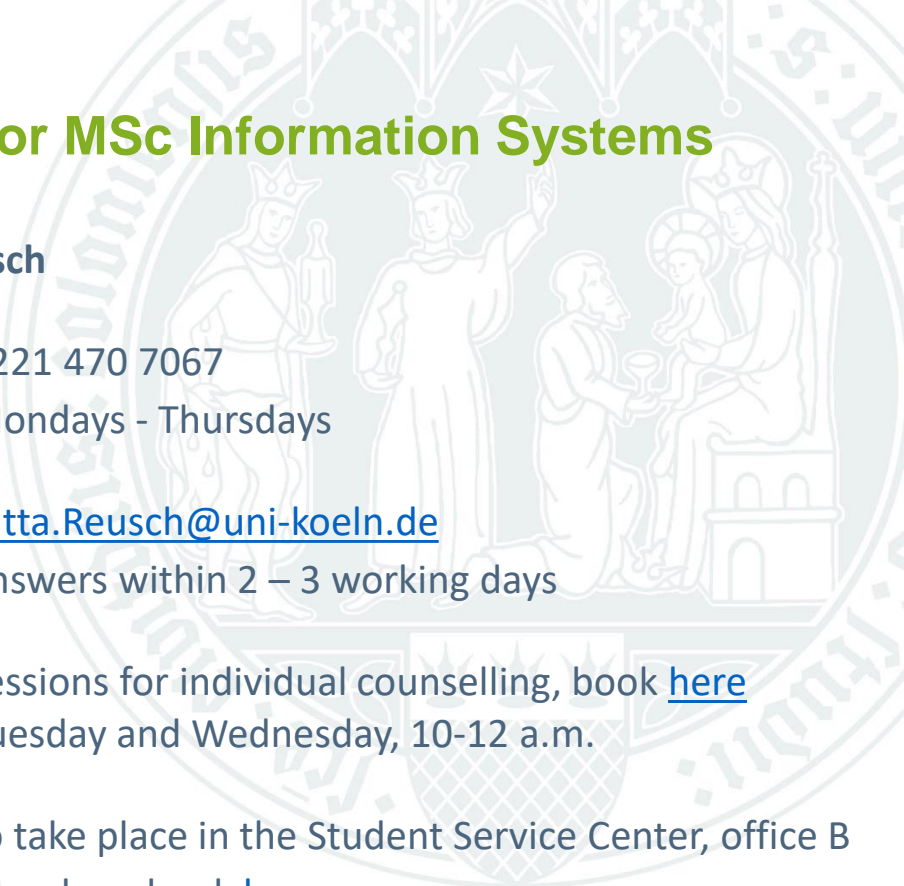 or MSc Information Systems
sch
221 470 7067
ondays - Thursdays
tta.Reusch@uni-koeln.de
nswers within 2 – 3 working days
essions for individual counselling, book here
uesday and Wednesday, 10-12 a.m.
o take place in the Student Service Center, office B